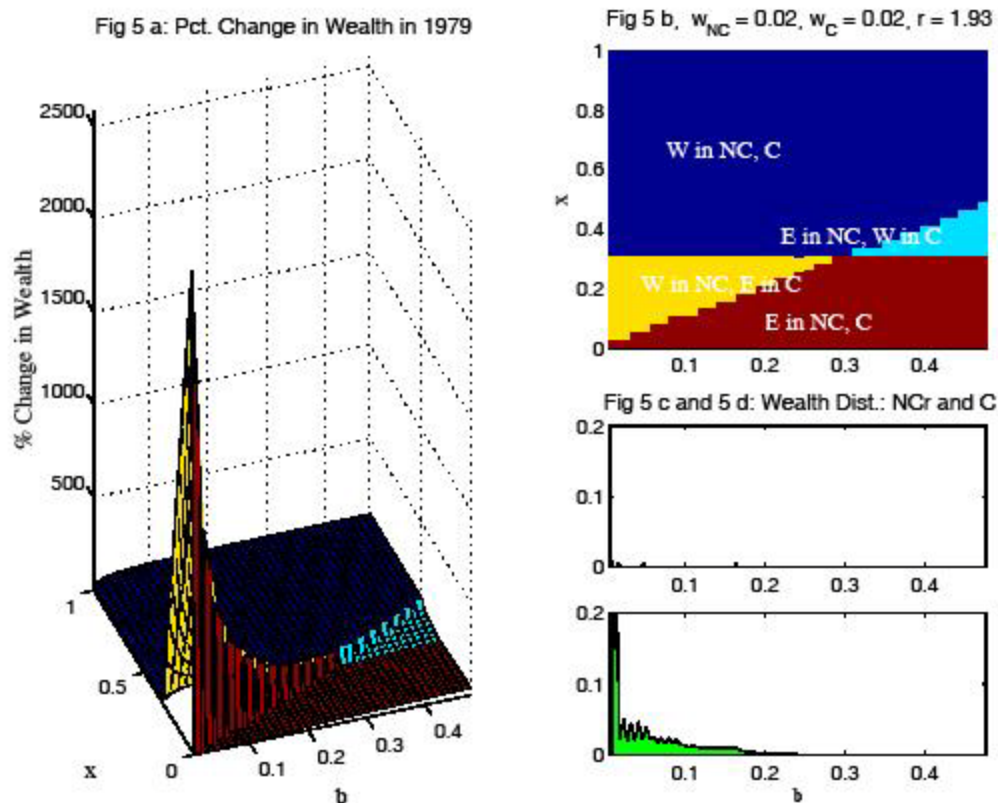 Fig 5 a: Pct. Change in Wealth in 1979
2500
2000
1500
1000
500
% Change in Wealth
1
0.5
0
x
0.1
0.2
0.3
0.4
b
Fig 5 b, w_NC = 0.02, w_C = 0.02, r = 1.93
1
0.8
0.6
0.4
0.2
0
x
W in NC, C
E in NC, W in C
W in NC, E in C
E in NC, C
0.1 0.2 0.3 0.4
Fig 5 c and 5 d: Wealth Dist.: NCr and C
0.2
0.1
0
0.1 0.2 0.3 0.4
0.2
0.1
0
0.1 0.2 0.3 0.4
b